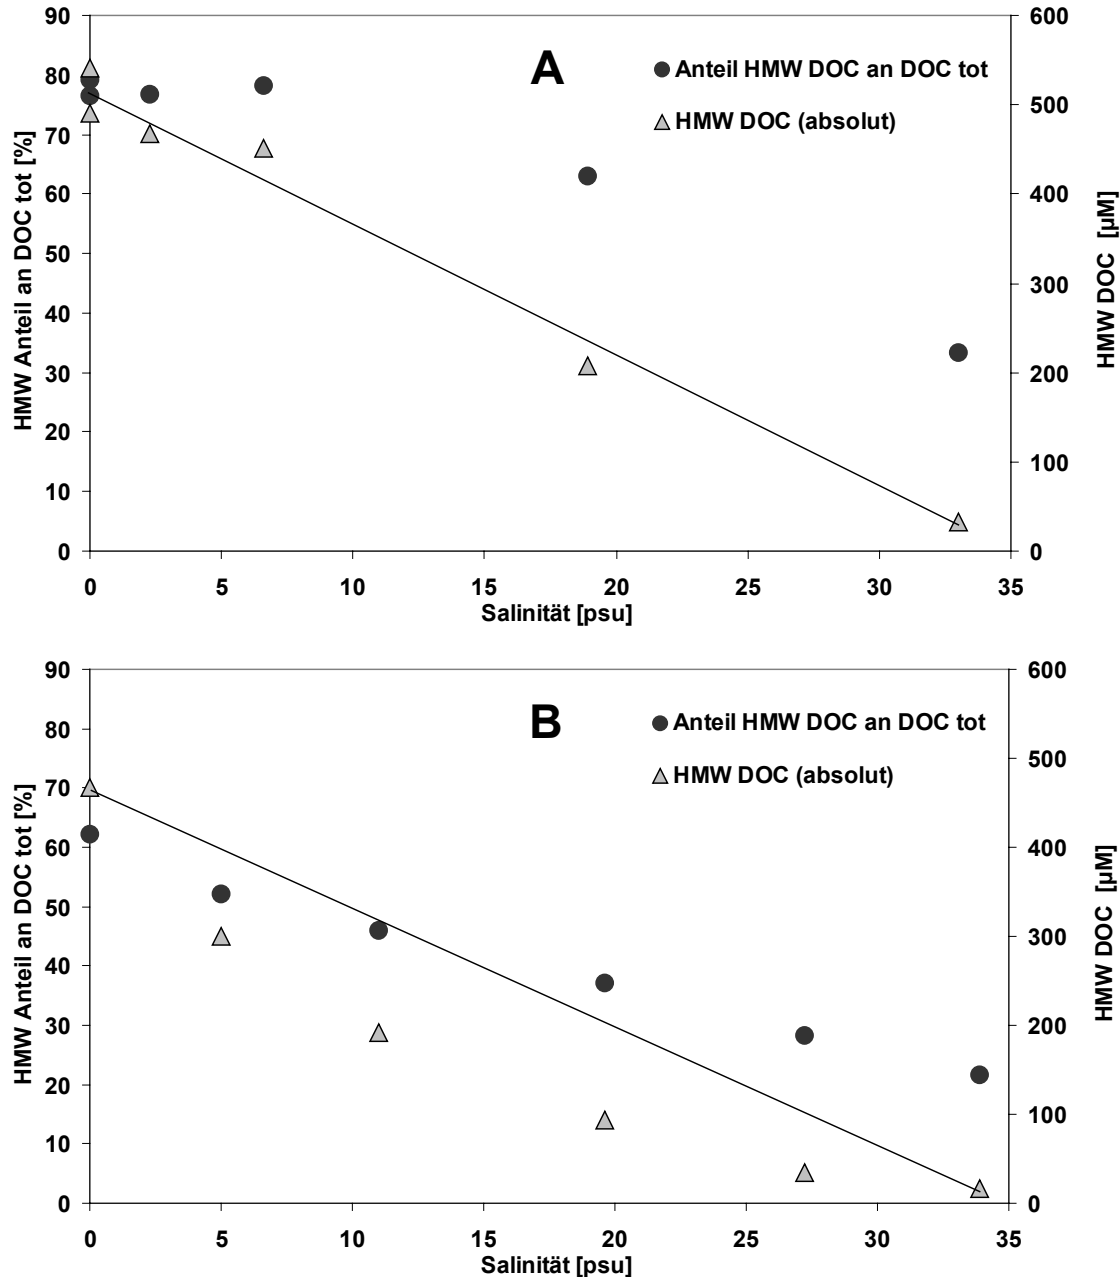 A
Anteil HMW DOC an DOC tot
HMW DOC (absolut)
HMW Anteil an DOC tot [%]
90
80
70
60
50
40
30
20
10
0
600
500
400
300
200
100
0
HMW DOC [µM]
0 5 10 15 20 25 30 35
Salinität [psu]
B
Anteil HMW DOC an DOC tot
HMW DOC (absolut)
HMW Anteil an DOC tot [%]
90
80
70
60
50
40
30
20
10
0
600
500
400
300
200
100
0
HMW DOC [µM]
0 5 10 15 20 25 30 35
Salinität [psu]